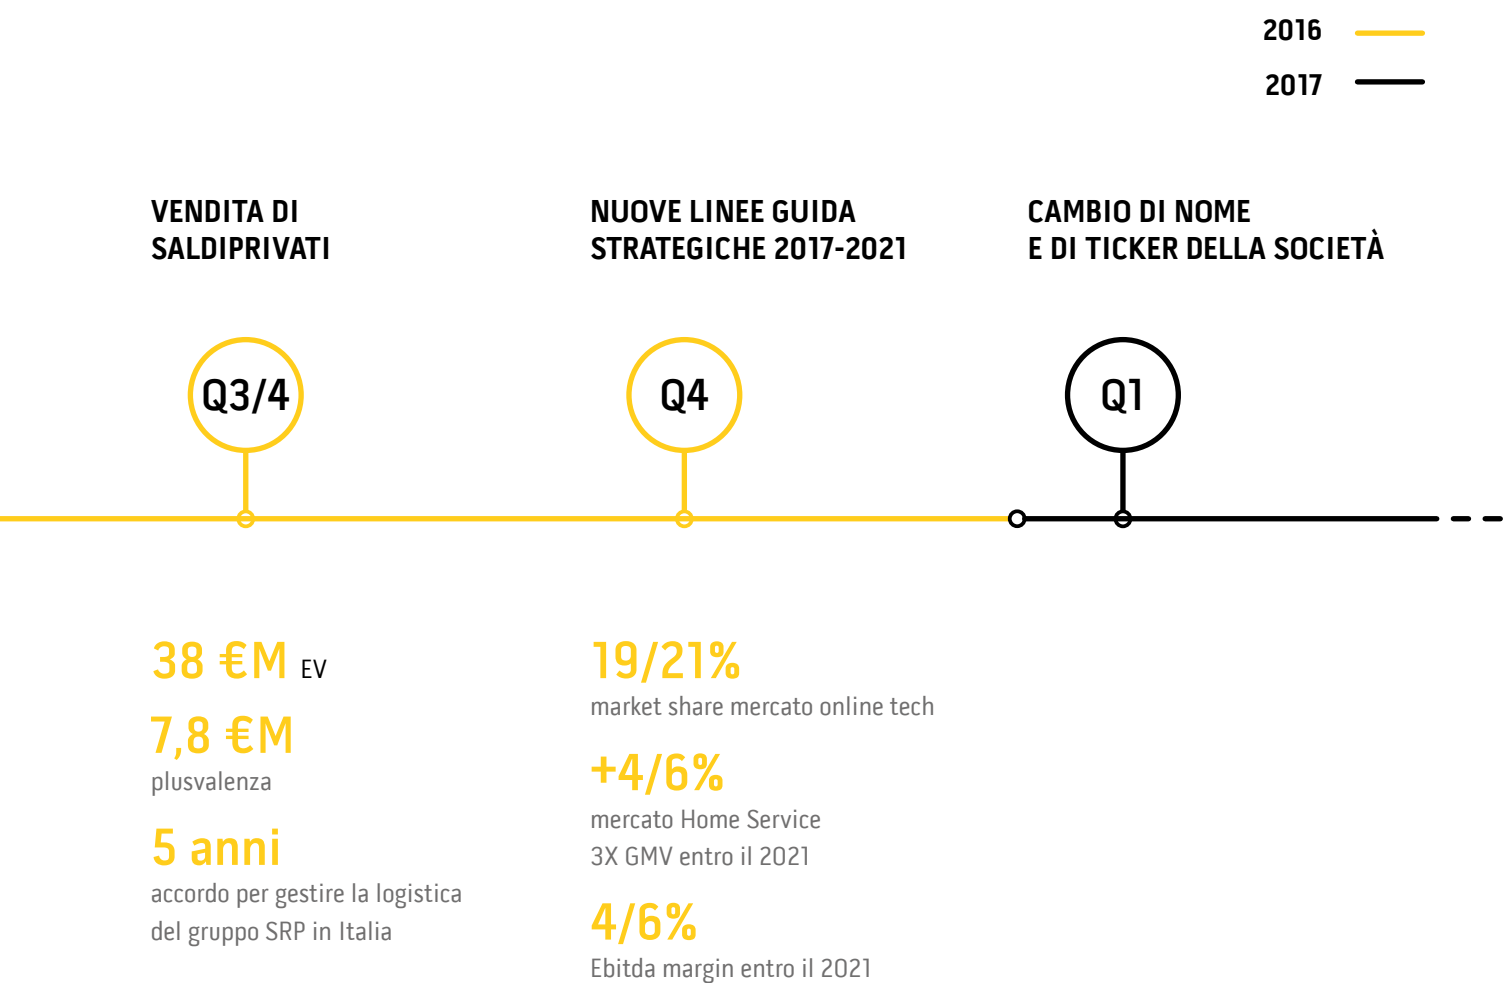 2016
2017
VENDITA DI
SALDIPRIVATI
NUOVE LINEE GUIDA
STRATEGICHE 2017-2021
CAMBIO DI NOME
E DI TICKER DELLA SOCIETÀ
Q3/4
Q4
Q1
38 €M EV
7,8 €M
plusvalenza
5 anni
accordo per gestire la logistica
del gruppo SRP in Italia
19/21%
market share mercato online tech
+4/6%
mercato Home Service
3X GMV entro il 2021
4/6%
Ebitda margin entro il 2021